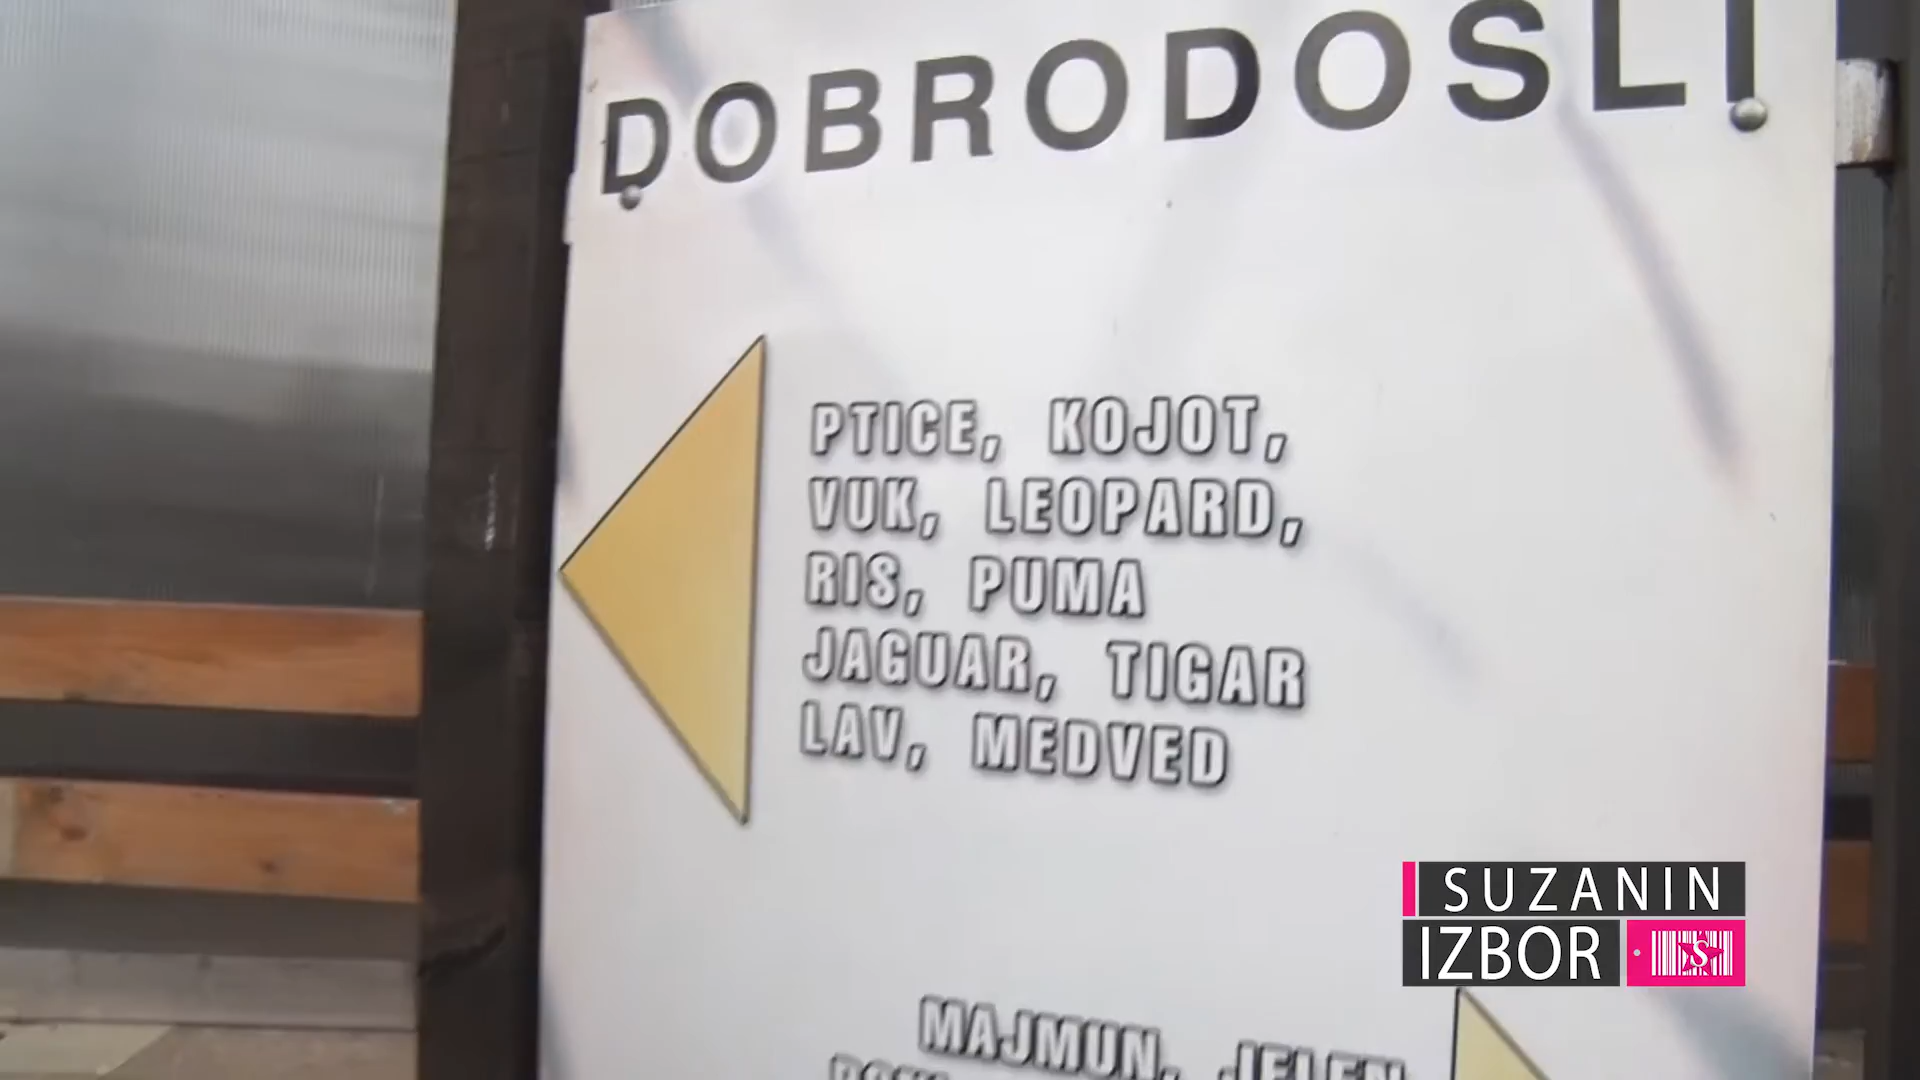 DOBRODOSLI
PTICE, KOJOT,
VUK, LEOPARD,
RIS, PUMA
JAGUAR, TIGAR
LAV, MEDVED
MAJMUN, JELEN
SUZANIN
IZBOR